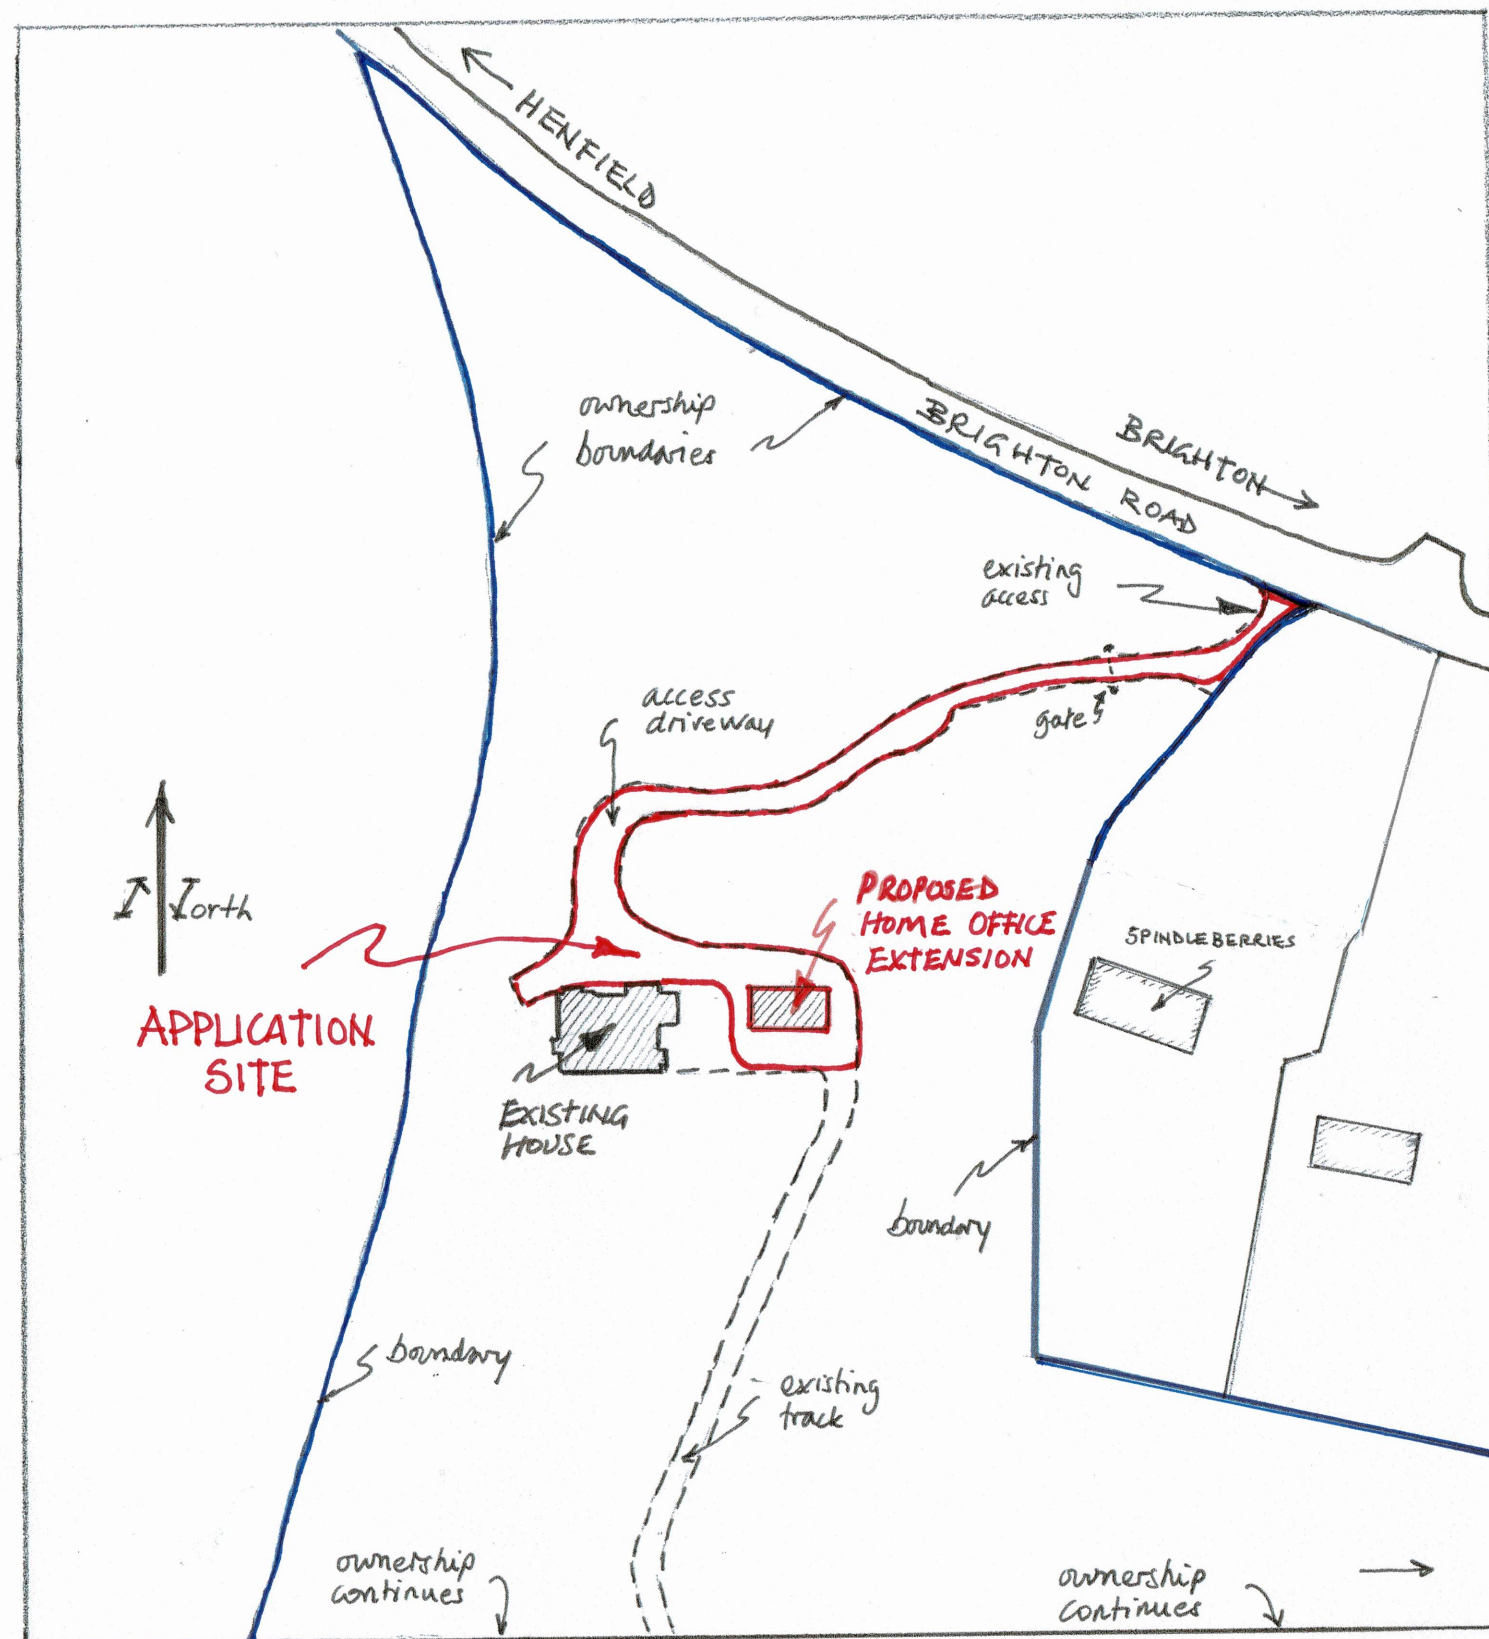 HENFIELD
BRIGHTON
BRIGHTON ROAD
ownership
boundaries
existing
access
gate
access
driveway
North
PROPOSED
HOME OFFICE
EXTENSION
SPINDLEBERRIES
APPLICATION
SITE
EXISTING
HOUSE
boundary
boundary
existing
track
ownership
continues
ownership
continues